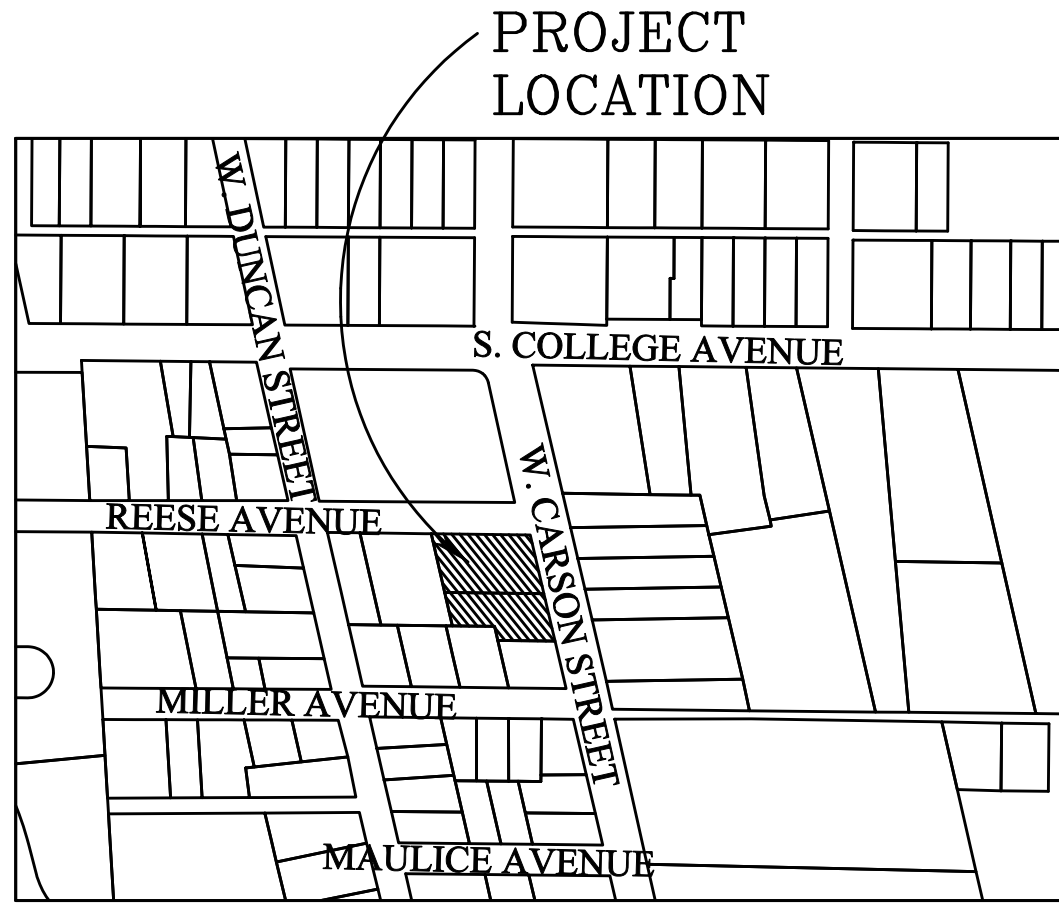 PROJECT
LOCATION
W. DUNCAN STREET
S. COLLEGE AVENUE
W. CARSON STREET
REESE AVENUE
MILLER AVENUE
MAULICE AVENUE